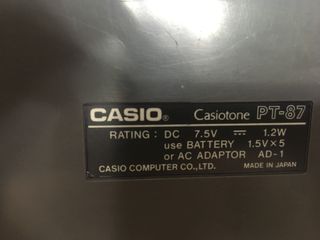 CASIO® Casiotone PT-87
RATING: DC 7.5V ⎓ 1.2W
use BATTERY 1.5V×5
or AC ADAPTOR AD-1
CASIO COMPUTER CO., LTD. MADE IN JAPAN